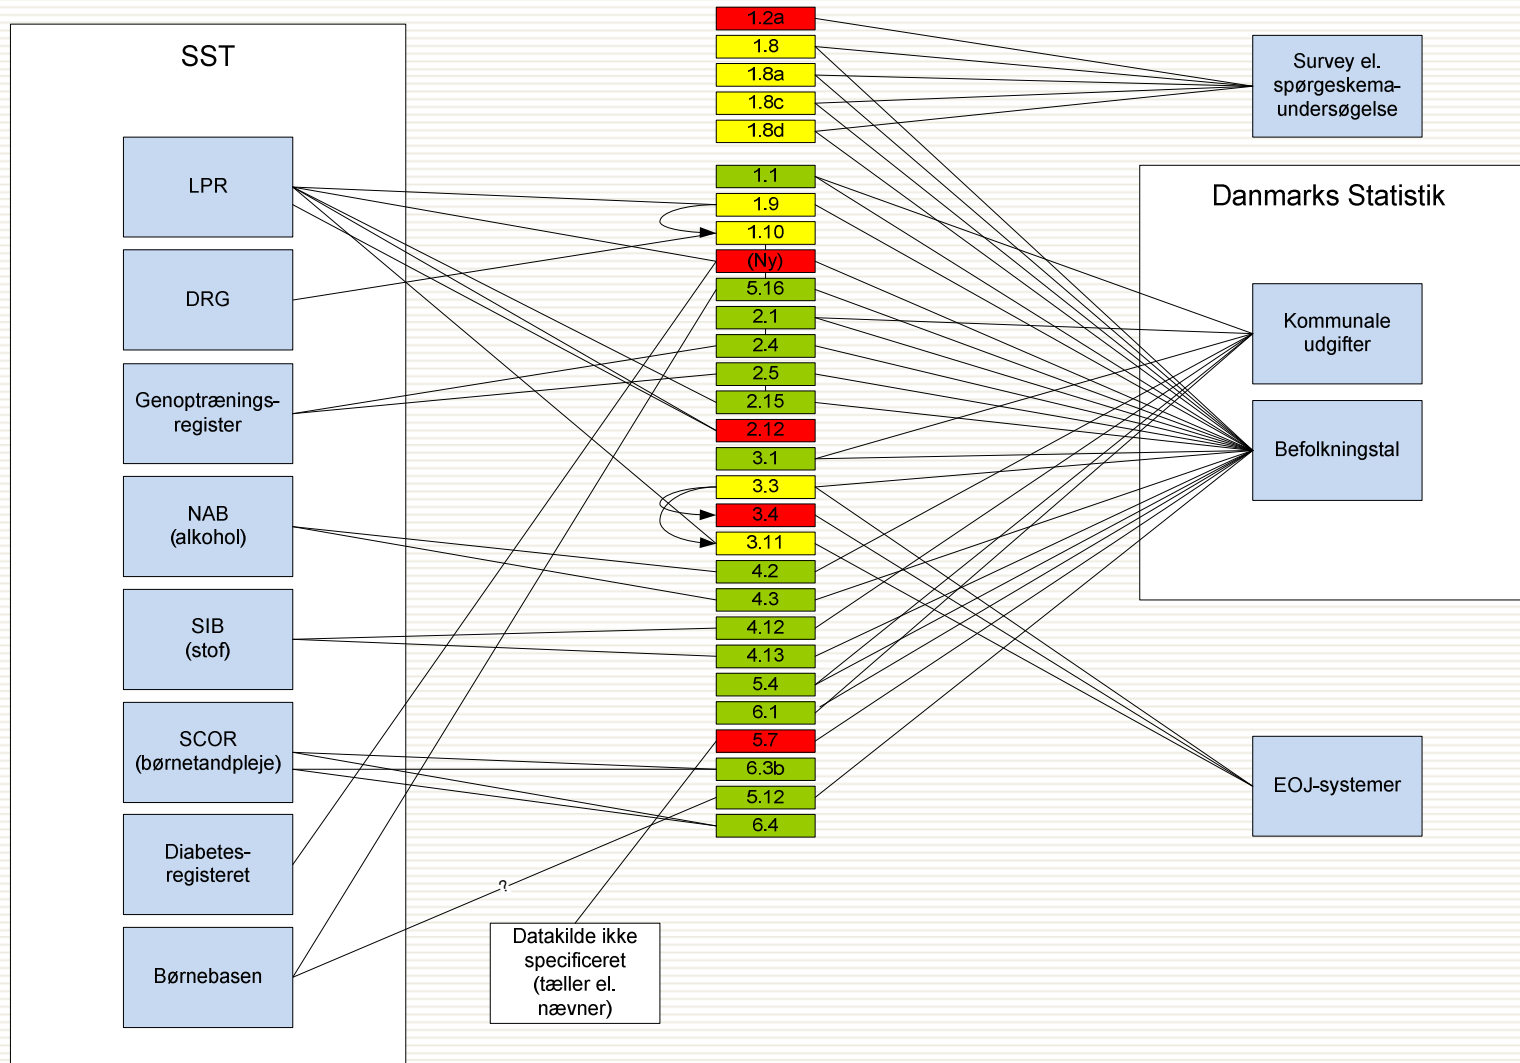 SST
LPR
DRG
Genoptrænings-
register
NAB
(alkohol)
SIB
(stof)
SCOR
(børnetandpleje)
Diabetes-
registeret
Børnebasen
1.2a
1.8
1.8a
1.8c
1.8d
1.1
1.9
1.10
(Ny)
5.16
2.1
2.4
2.5
2.15
2.12
3.1
3.3
3.4
3.11
4.2
4.3
4.12
4.13
5.4
6.1
5.7
6.3b
5.12
6.4
?
Datakilde ikke
specificeret
(tæller el.
nævner)
Survey el.
spørgeskema-
undersøgelse
Danmarks Statistik
Kommunale
udgifter
Befolkningstal
EOJ-systemer